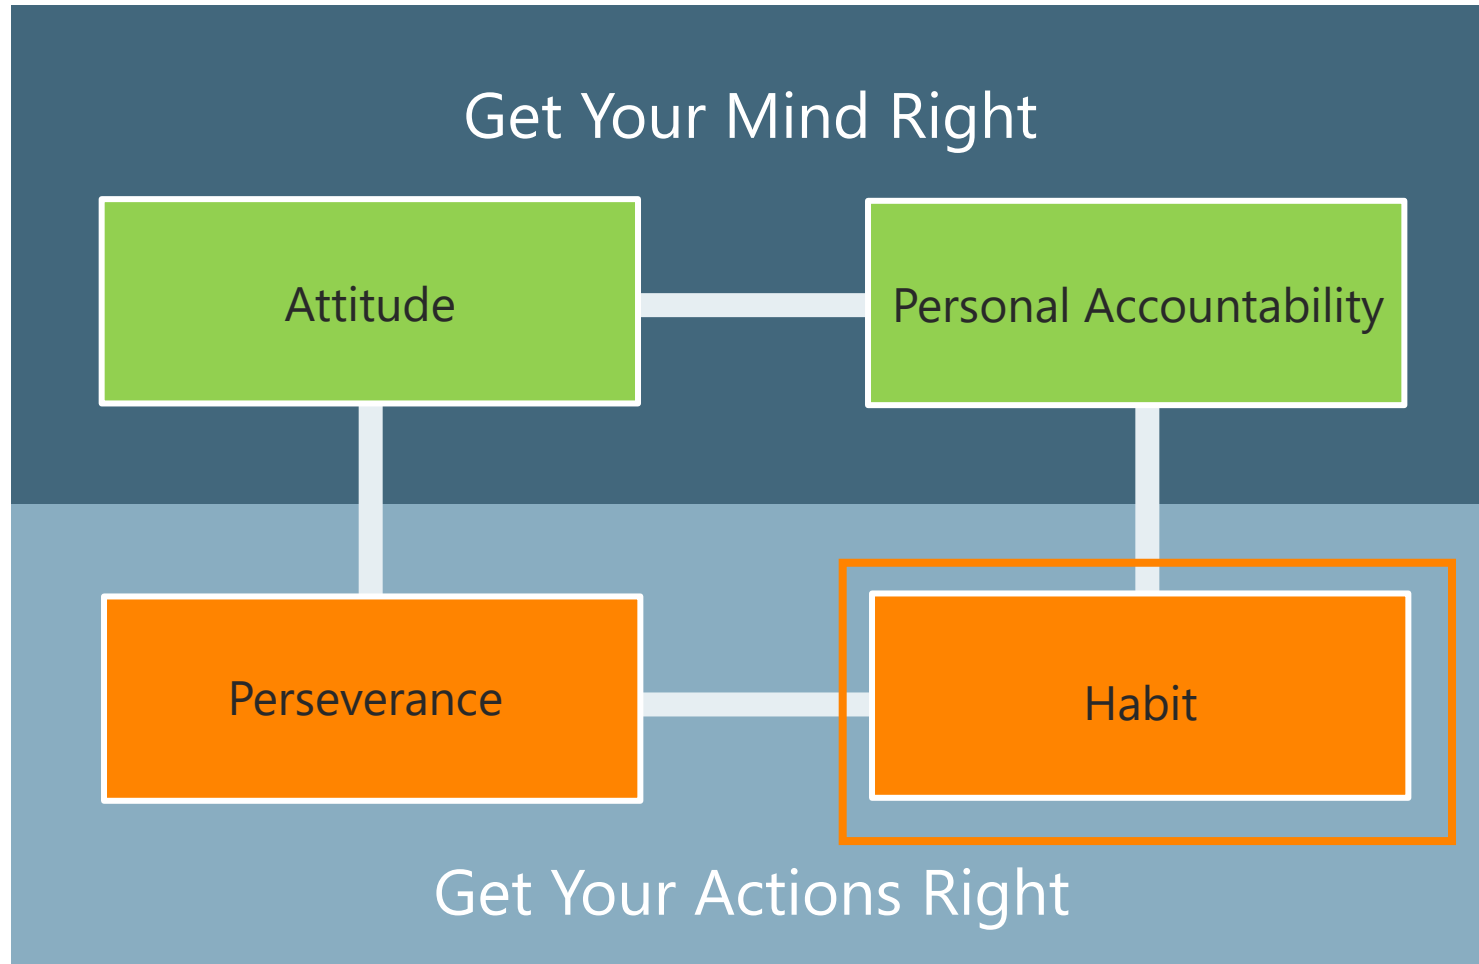 Get Your Mind Right
Attitude
Personal Accountability
Perseverance
Habit
Get Your Actions Right